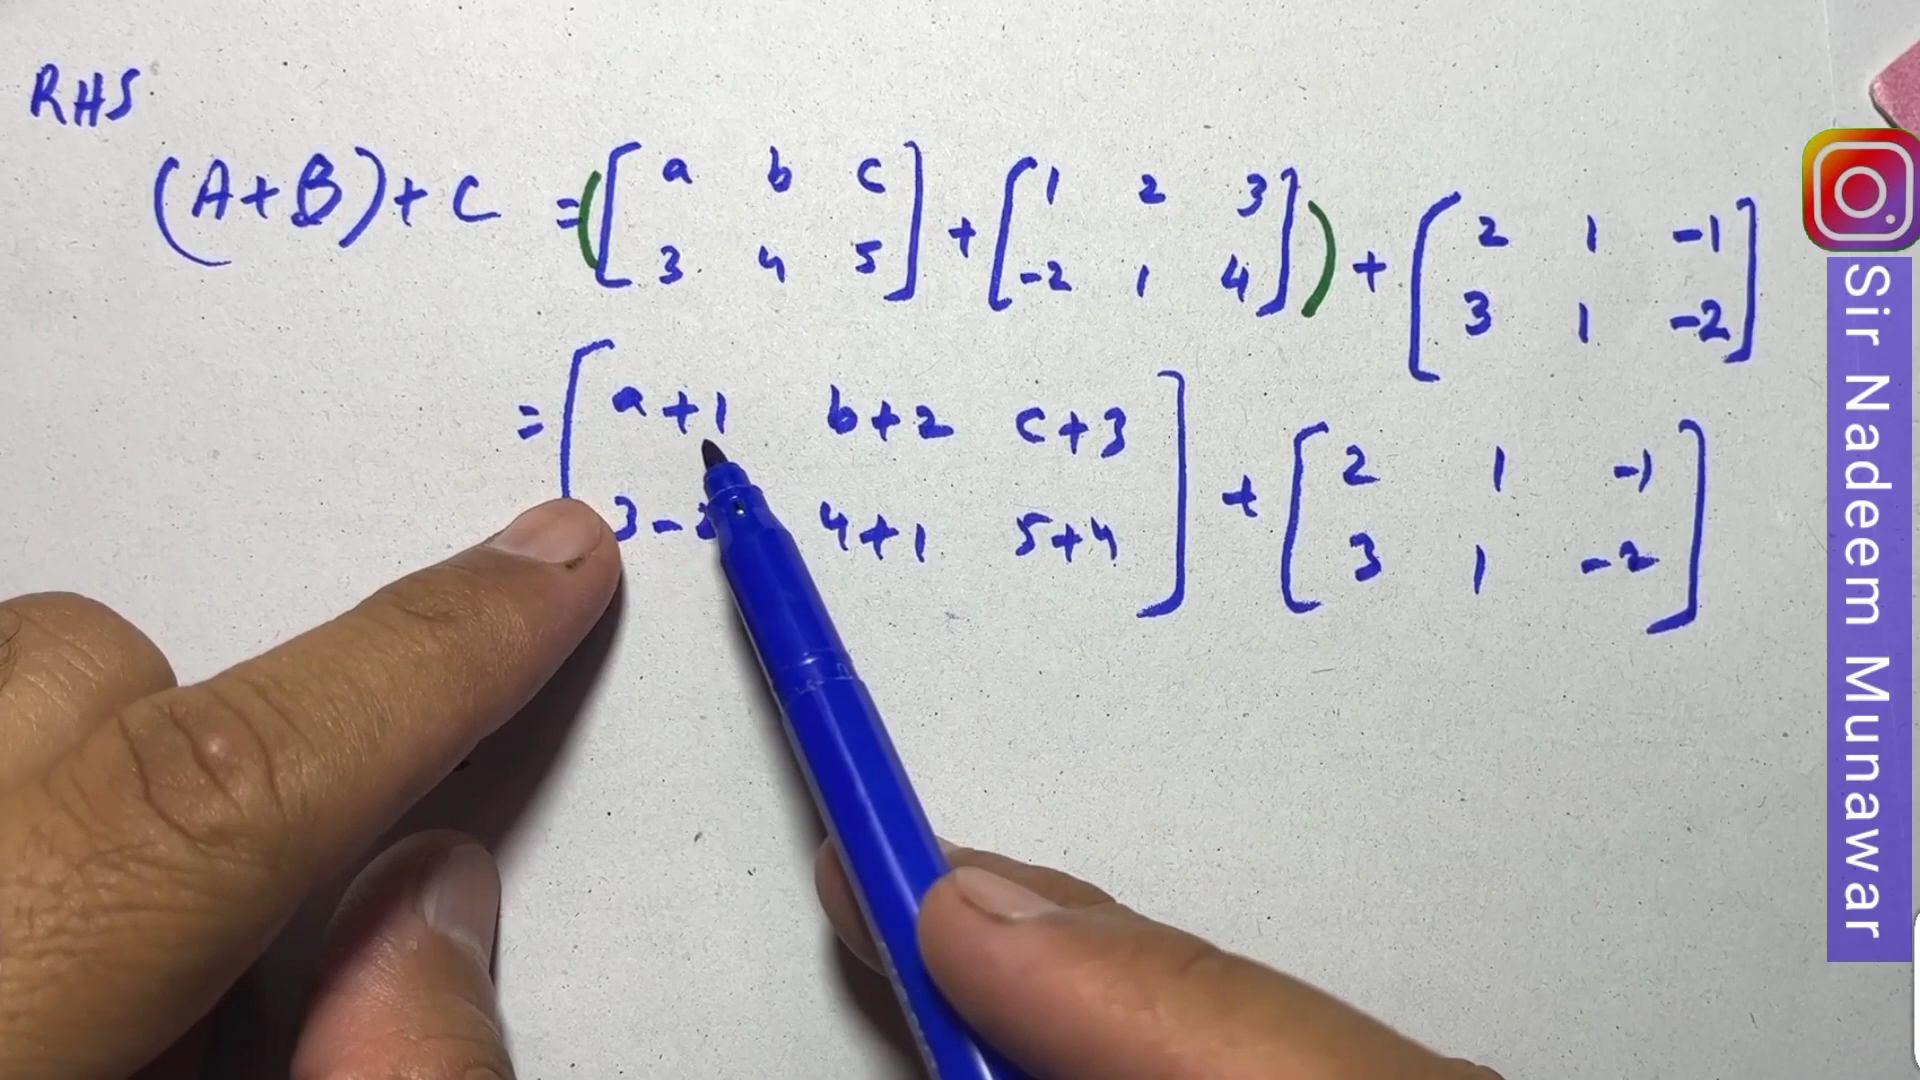 RHS
(A+B)+C = ([a b c] + [1 2 3]) + [2 1 -1]
3 4 5 -2 1 4 3 1 -2
= [a+1 b+2 c+3] + [2 1 -1]
3- 4+1 5+4 3 1 -2
Sir Nadeem Munawar